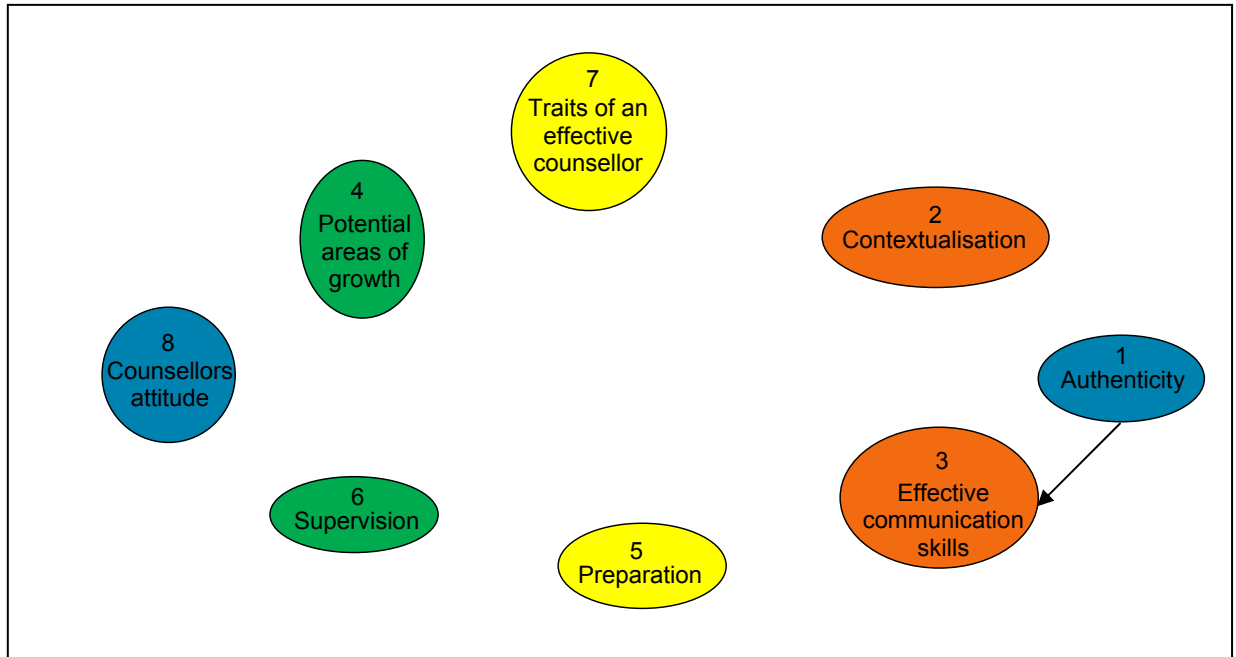 7
Traits of an
effective
counsellor
4
Potential
areas of
growth
2
Contextualisation
8
Counsellors
attitude
1
Authenticity
3
Effective
communication
skills
6
Supervision
5
Preparation